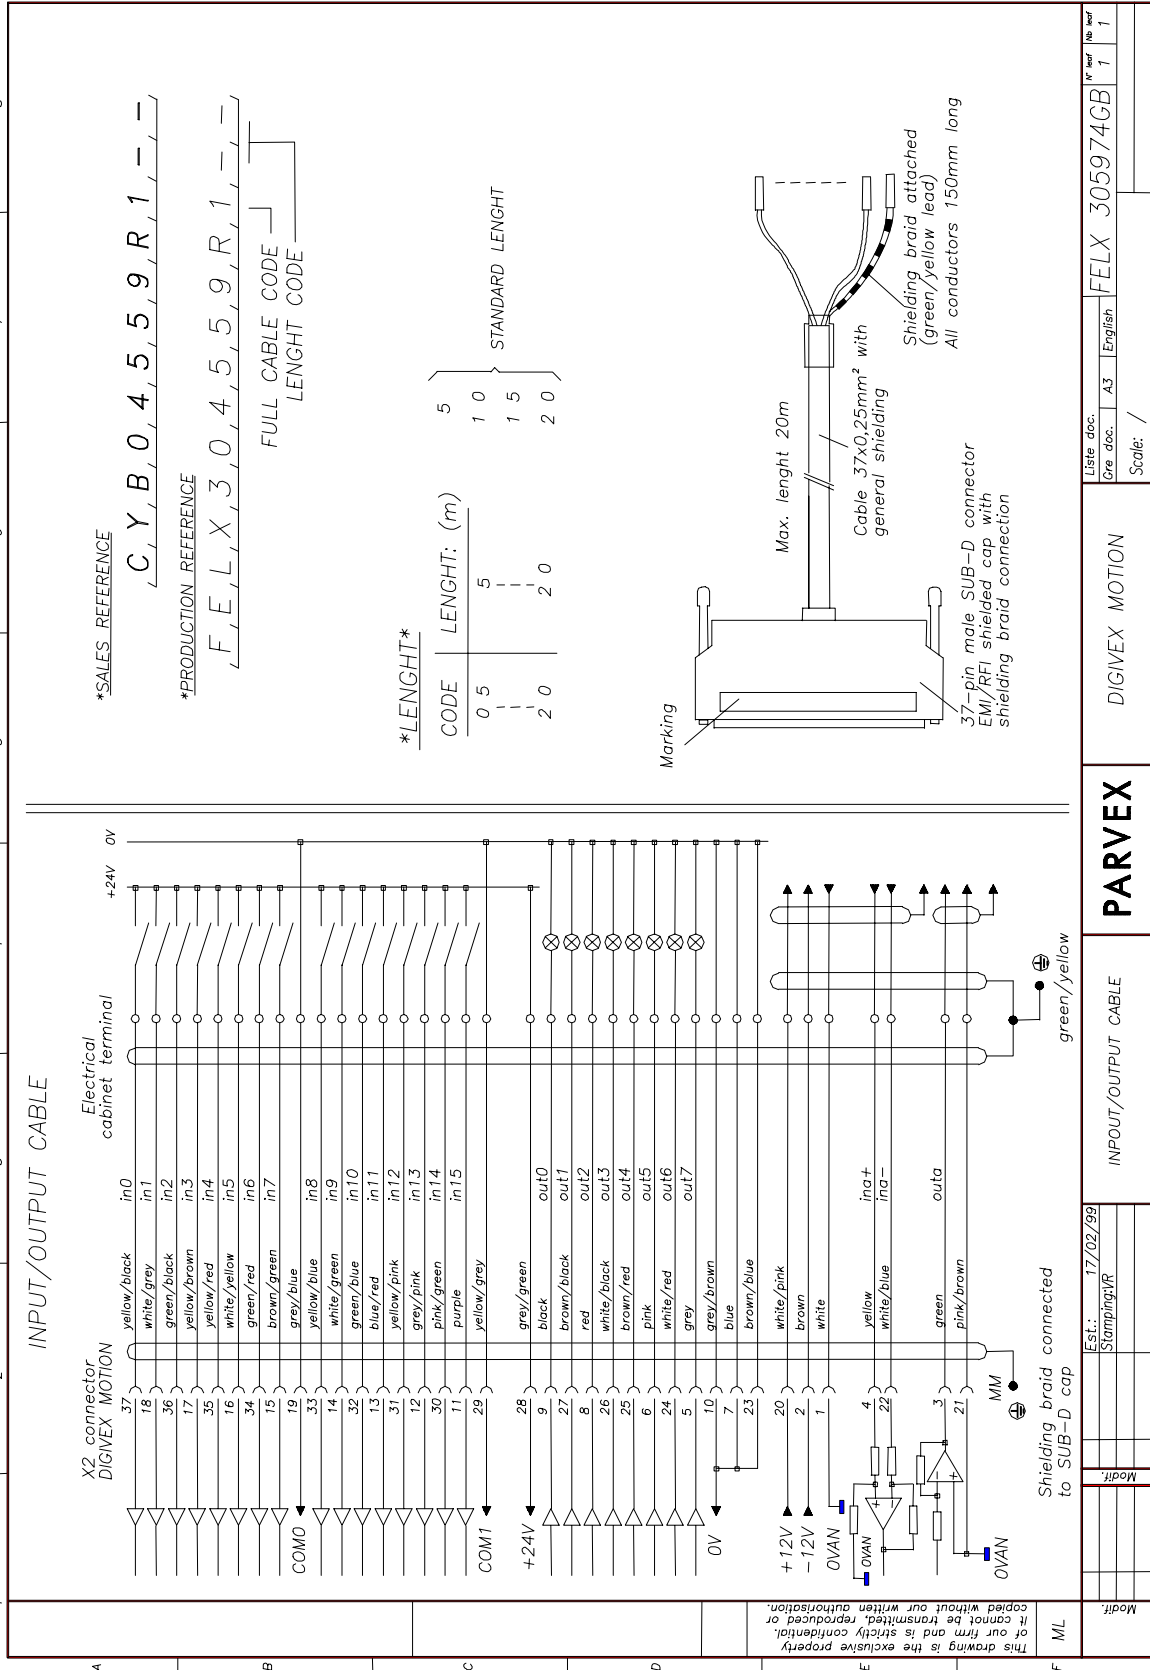 INPUT/OUTPUT CABLE
X2 connector
DIGIVEX MOTION
Electrical
cabinet terminal
+24V
0V
37 yellow/black in0
18 white/grey in1
36 green/black in2
17 yellow/brown in3
35 yellow/red in4
16 white/yellow in5
34 green/red in6
15 brown/green in7
COM0 19 grey/blue
33 yellow/blue in8
14 white/green in9
32 green/blue in10
13 blue/red in11
31 yellow/pink in12
12 grey/pink in13
30 pink/green in14
11 purple in15
COM1 29 yellow/grey
+24V 28 grey/green
9 black out0
27 brown/black out1
8 red out2
26 white/black out3
25 brown/red out4
6 pink out5
24 white/red out6
5 grey out7
0V 10 grey/brown
7 blue
23 brown/blue
+12V 20 white/pink
-12V 2 brown
0VAN 1 white
0VAN 4 yellow ina+
22 white/blue ina-
3 green outa
0VAN 21 pink/brown
+
-
-
+
MM
green/yellow
Shielding braid connected
to SUB-D cap
*SALES REFERENCE
C,Y,B,0,4,5,5,9,R,1,-,-
*PRODUCTION REFERENCE
F,E,L,X,3,0,4,5,5,9,R,1,-,-
FULL CABLE CODE
LENGHT CODE
*LENGHT*
CODE LENGHT: (m)
0 5 5 5
1 0
1 5
2 0 2 0 2 0
STANDARD LENGHT
Marking
Max. lenght 20m
Cable 37x0,25mm² with
general shielding
37-pin male SUB-D connector
EMI/RFI shielded cap with
shielding braid connection
Shielding braid attached
(green/yellow lead)
All conductors 150mm long
This drawing is the exclusive property
of our firm and is strictly confidential.
It cannot be transmitted, reproduced or
copied without our written authorisation.
ML
Modif.
Modif.
Est.: 17/02/99
Stamping:VR
INPOUT/OUTPUT CABLE
PARVEX
DIGIVEX MOTION
Liste doc.
Gre doc. A3 English
Scale: /
FELX 305974GB
N° leaf 1
Nb leaf 1
A
B
C
D
E
F